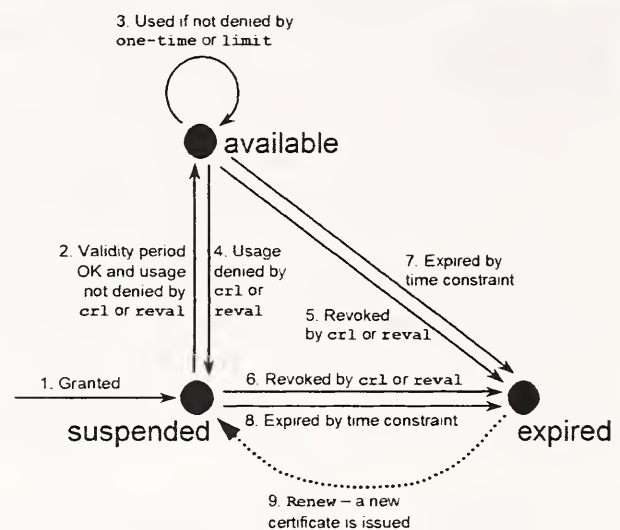 3. Used if not denied by
one-time or limit
available
2. Validity period
OK and usage
not denied by
crl or reval
4. Usage
denied by
crl or
reval
7. Expired by
time constraint
5. Revoked
by crl or reval
1. Granted
6. Revoked by crl or reval
8. Expired by time constraint
suspended
expired
9. Renew – a new
certificate is issued